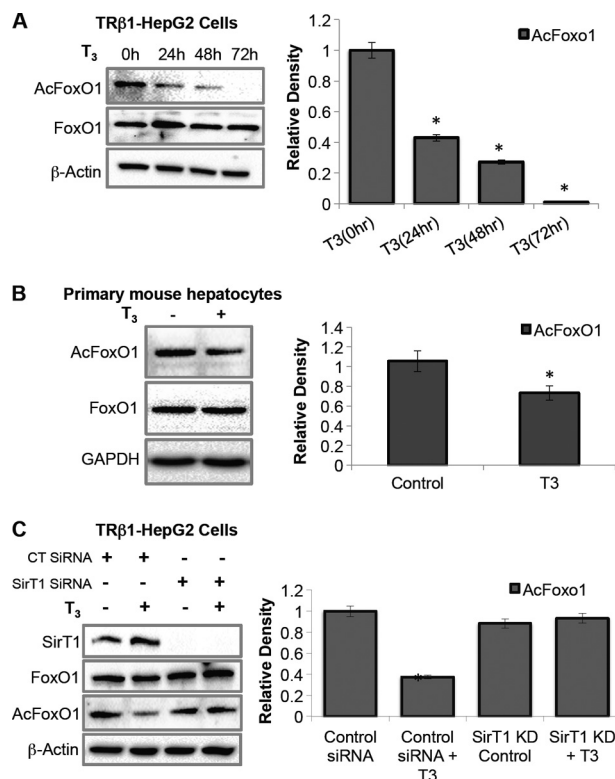 A
TRβ1-HepG2 Cells
T3 0h 24h 48h 72h
AcFoxO1
FoxO1
β-Actin
Relative Density
1.2
1
0.8
0.6
0.4
0.2
0
AcFoxo1
*
*
*
T3(0hr)
T3(24hr)
T3(48hr)
T3(72hr)
B
Primary mouse hepatocytes
T3 - +
AcFoxO1
FoxO1
GAPDH
Relative Density
1.4
1.2
1
0.8
0.6
0.4
0.2
0
AcFoxO1
*
Control
T3
C
TRβ1-HepG2 Cells
CT SiRNA + + - -
SirT1 SiRNA - - + +
T3 - + - +
SirT1
FoxO1
AcFoxO1
β-Actin
Relative Density
1.2
1
0.8
0.6
0.4
0.2
0
AcFoxo1
*
Control
siRNA
Control
siRNA +
T3
SirT1 KD
Control
SirT1 KD
+ T3